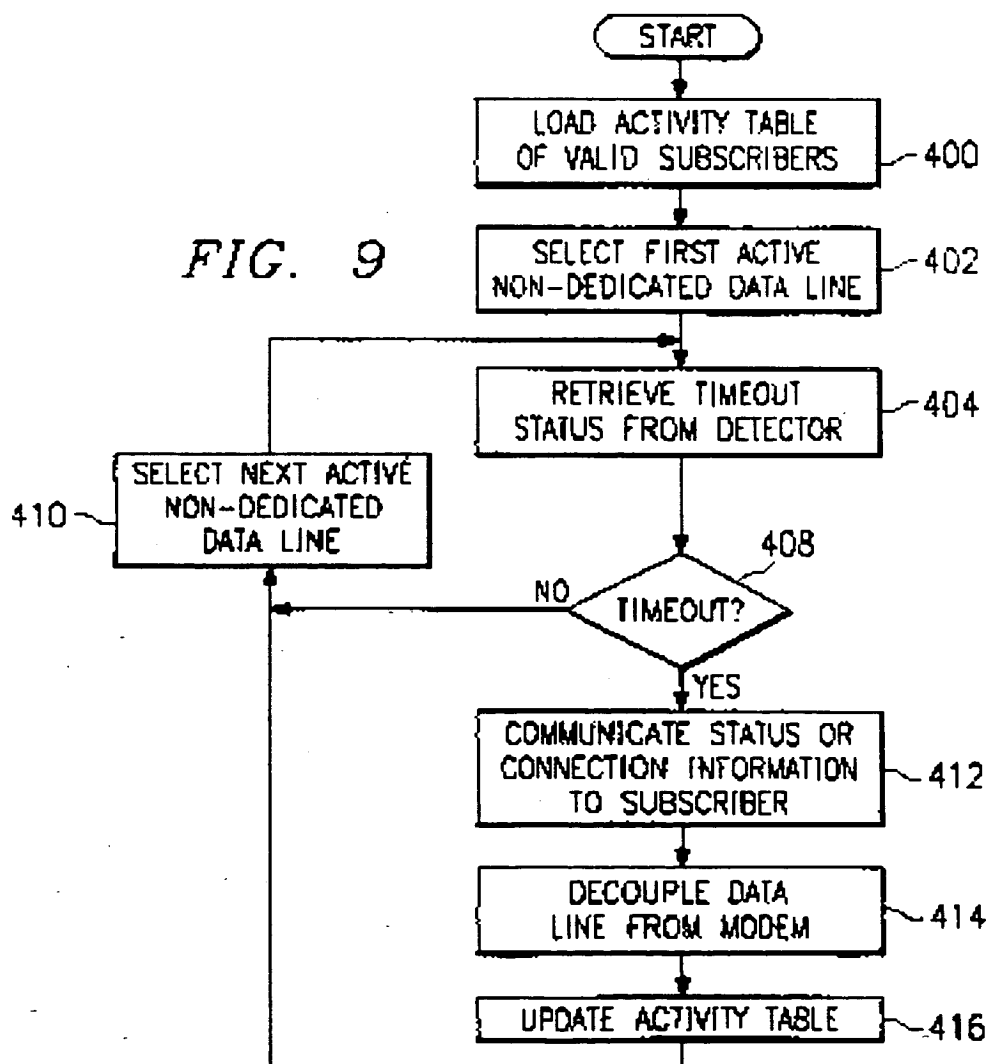 START
LOAD ACTIVITY TABLE
OF VALID SUBSCRIBERS
400
FIG. 9
SELECT FIRST ACTIVE
NON-DEDICATED DATA LINE
402
RETRIEVE TIMEOUT
STATUS FROM DETECTOR
404
SELECT NEXT ACTIVE
NON-DEDICATED
DATA LINE
410
408
TIMEOUT?
NO
YES
COMMUNICATE STATUS OR
CONNECTION INFORMATION
TO SUBSCRIBER
412
DECOUPLE DATA
LINE FROM MODEM
414
UPDATE ACTIVITY TABLE
416